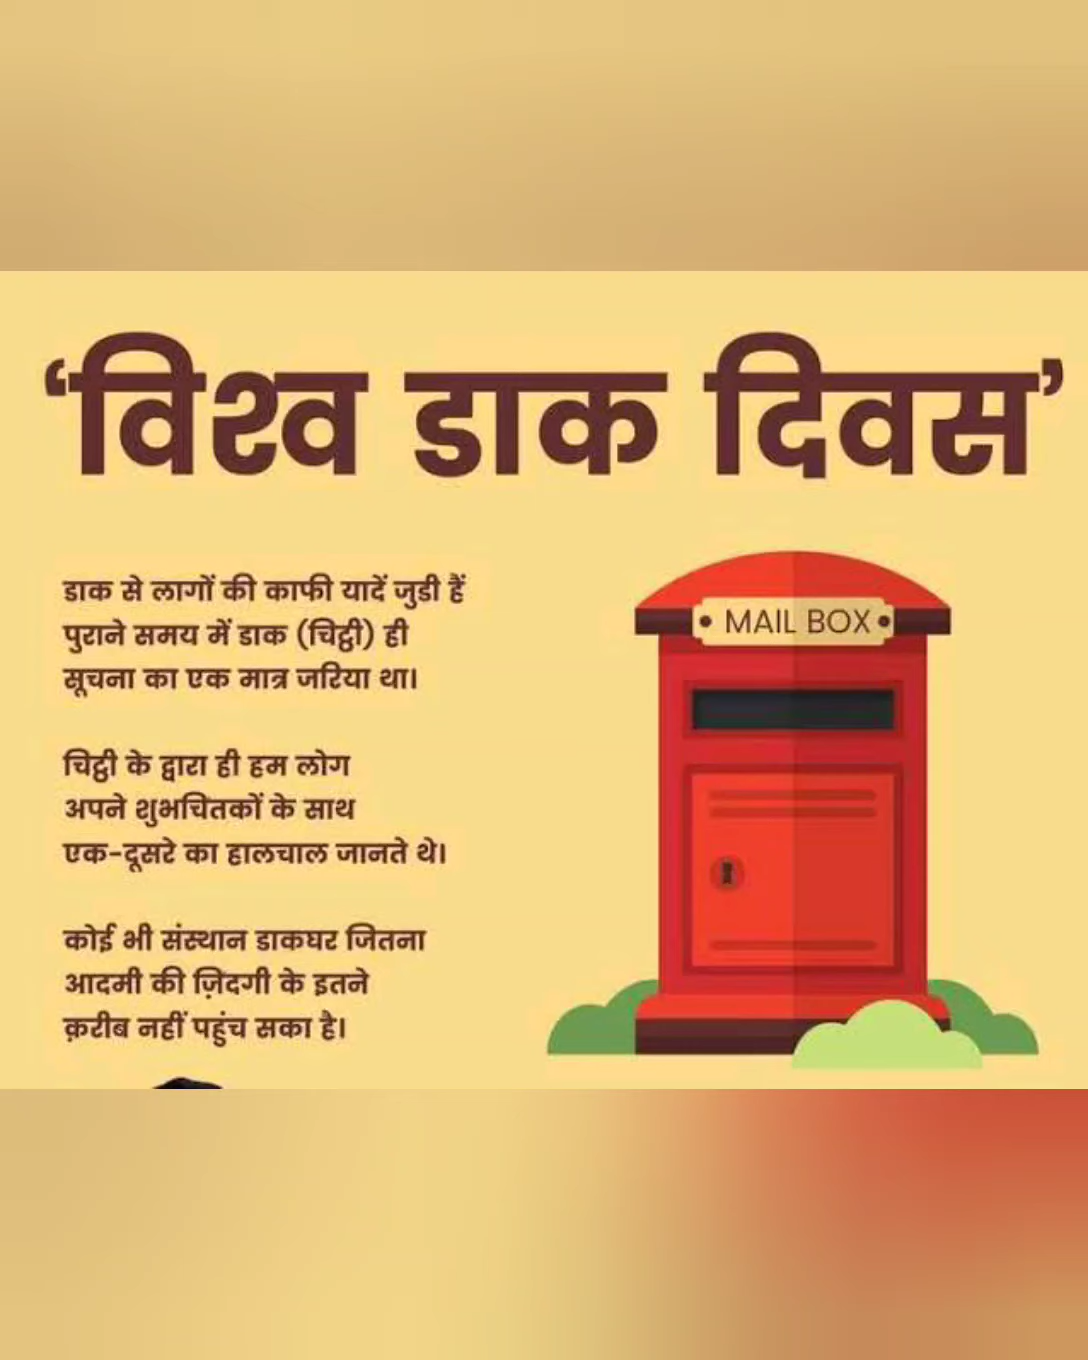 ‘विश्व डाक दिवस’
डाक से लागों की काफी यादें जुडी हैं
पुराने समय में डाक (चिट्ठी) ही
सूचना का एक मात्र जरिया था।
चिट्ठी के द्वारा ही हम लोग
अपने शुभचितकों के साथ
एक-दूसरे का हालचाल जानते थे।
कोई भी संस्थान डाकघर जितना
आदमी की ज़िदगी के इतने
क़रीब नहीं पहुंच सका है।
MAIL BOX